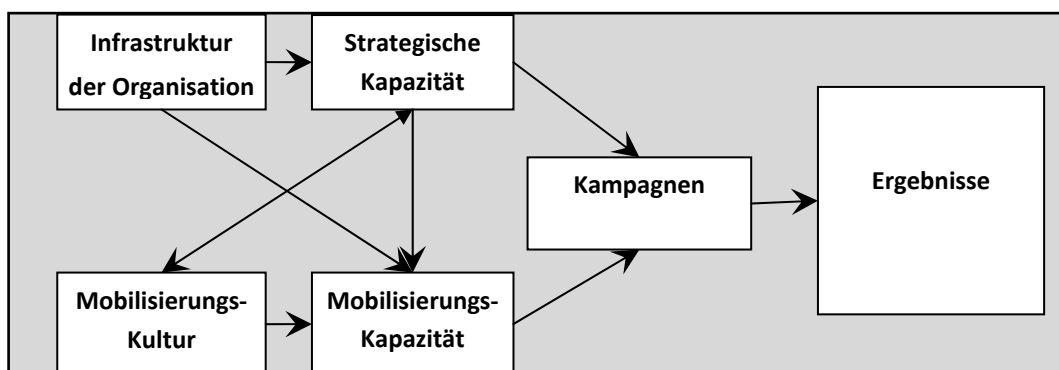 Infrastruktur
der Organisation
Strategische
Kapazität
Kampagnen
Ergebnisse
Mobilisierungs-
Kultur
Mobilisierungs-
Kapazität